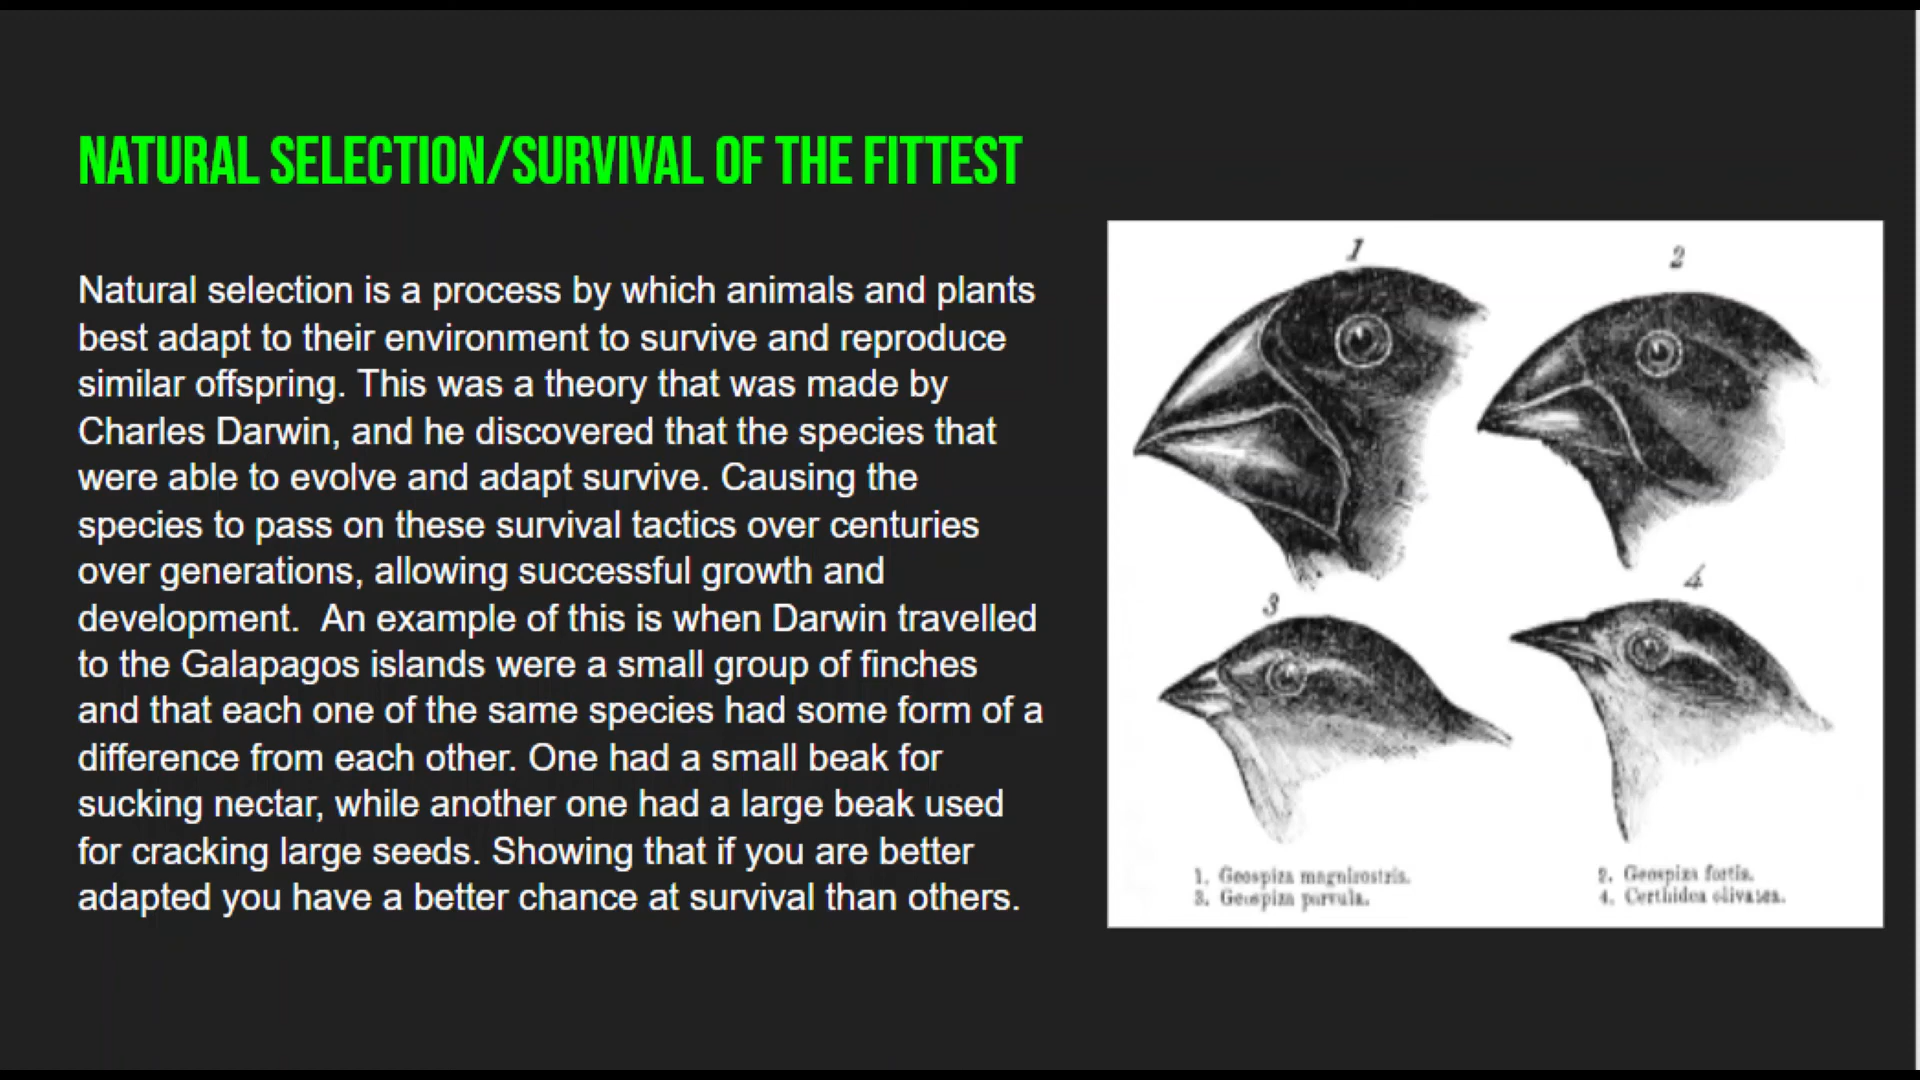 NATURAL SELECTION/SURVIVAL OF THE FITTEST
Natural selection is a process by which animals and plants
best adapt to their environment to survive and reproduce
similar offspring. This was a theory that was made by
Charles Darwin, and he discovered that the species that
were able to evolve and adapt survive. Causing the
species to pass on these survival tactics over centuries
over generations, allowing successful growth and
development.  An example of this is when Darwin travelled
to the Galapagos islands were a small group of finches
and that each one of the same species had some form of a
difference from each other. One had a small beak for
sucking nectar, while another one had a large beak used
for cracking large seeds. Showing that if you are better
adapted you have a better chance at survival than others.
1
2
3
4
1. Geospiza magnirostris.
2. Geospiza fortis.
3. Geospiza parvula.
4. Certhidea olivasea.